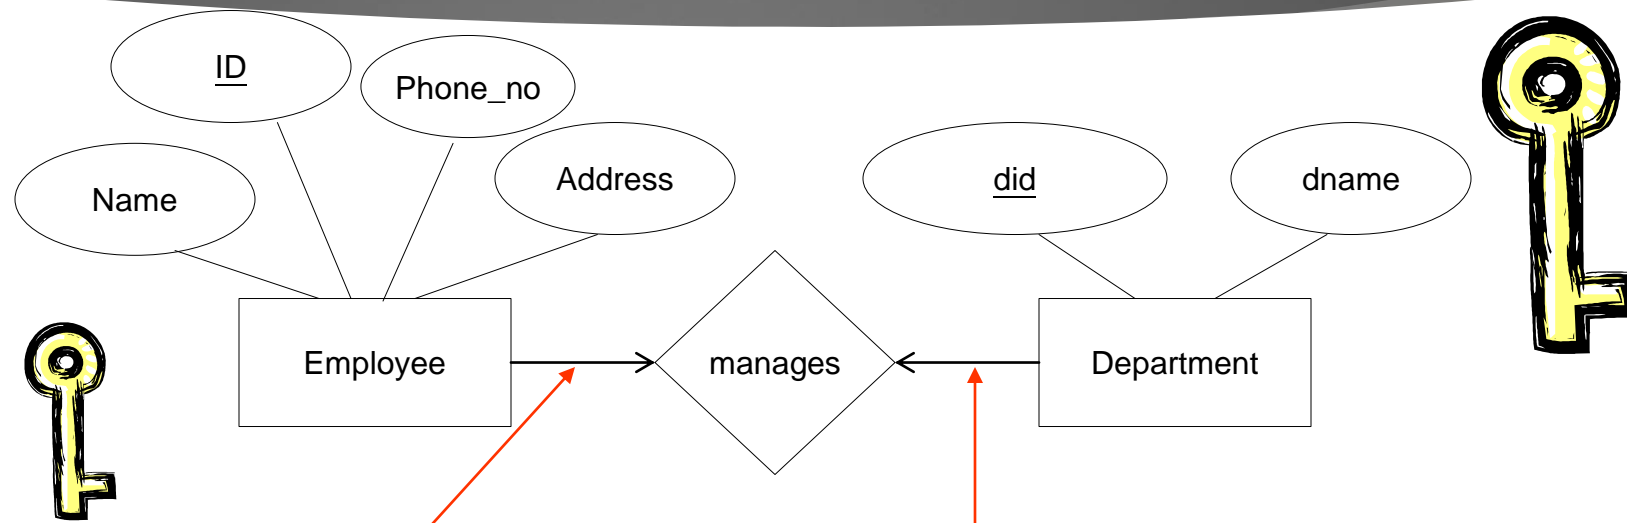 ID
Phone_no
Name
Address
did
dname
Employee
manages
Department